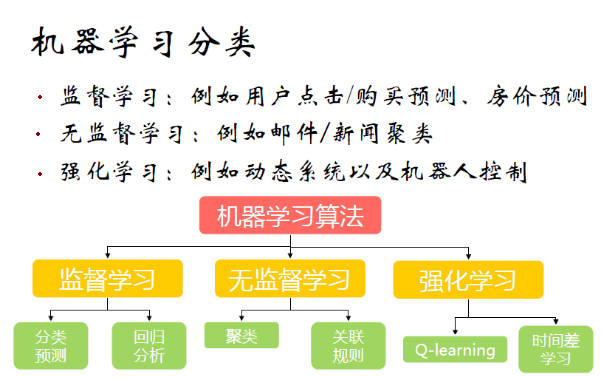 机器学习分类
• 监督学习：例如用户点击/购买预测、房价预测
• 无监督学习：例如邮件/新闻聚类
• 强化学习：例如动态系统以及机器人控制
机器学习算法
监督学习
无监督学习
强化学习
分类
预测
回归
分析
聚类
关联
规则
Q-learning
时间差
学习